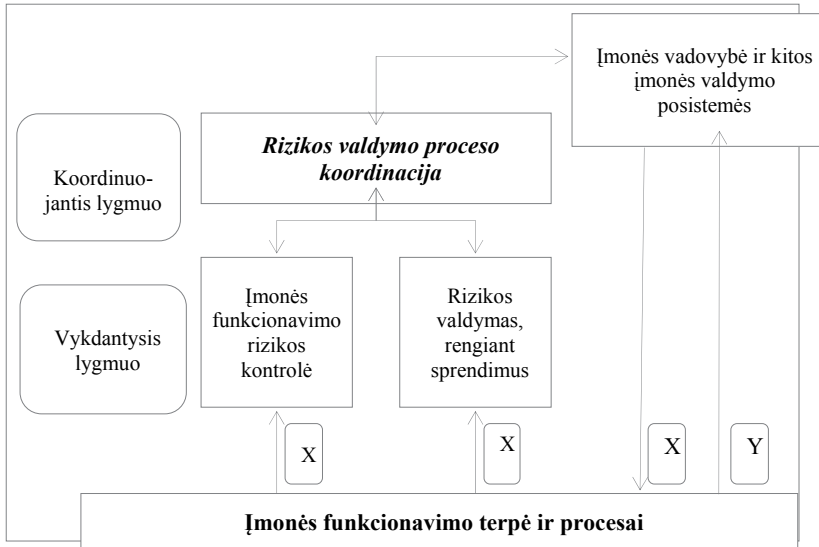 Įmonės vadovybė ir kitos
įmonės valdymo
posistemės
Rizikos valdymo proceso
koordinacija
Koordinuo-
jantis lygmuo
Įmonės
funkcionavimo
rizikos
kontrolė
Rizikos
valdymas,
rengiant
sprendimus
Vykdantysis
lygmuo
X
X
X
Y
Įmonės funkcionavimo terpė ir procesai